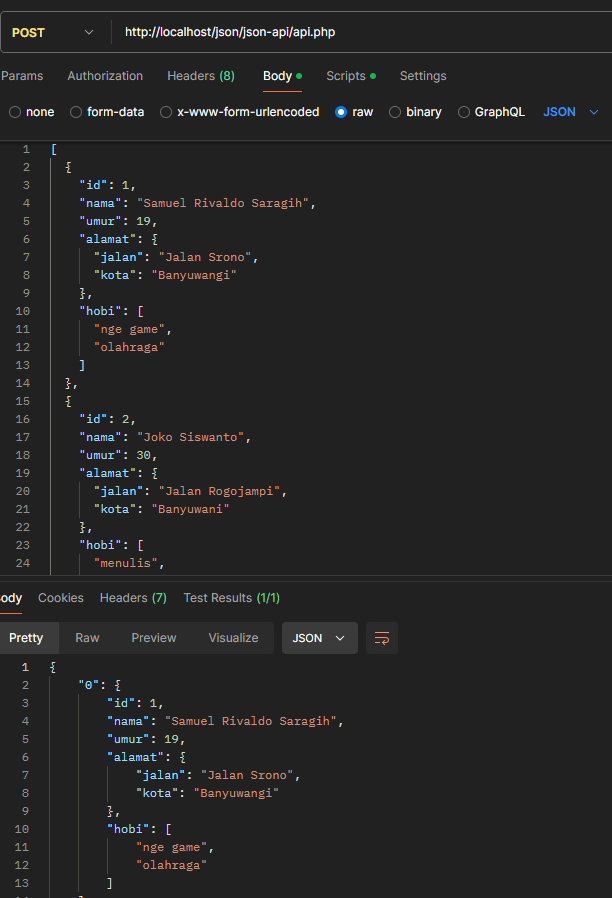 POST http://localhost/json/json-api/api.php
Params Authorization Headers (8) Body Scripts Settings
none form-data x-www-form-urlencoded raw binary GraphQL JSON
1 [
2 {
3 "id": 1,
4 "nama": "Samuel Rivaldo Saragih",
5 "umur": 19,
6 "alamat": {
7 "jalan": "Jalan Srono",
8 "kota": "Banyuwangi"
9 },
10 "hobi": [
11 "nge game",
12 "olahraga"
13 ]
14 },
15 {
16 "id": 2,
17 "nama": "Joko Siswanto",
18 "umur": 30,
19 "alamat": {
20 "jalan": "Jalan Rogojampi",
21 "kota": "Banyuwani"
22 },
23 "hobi": [
24 "menulis",
ody Cookies Headers (7) Test Results (1/1)
Pretty Raw Preview Visualize JSON
1 {
2 "0": {
3 "id": 1,
4 "nama": "Samuel Rivaldo Saragih",
5 "umur": 19,
6 "alamat": {
7 "jalan": "Jalan Srono",
8 "kota": "Banyuwangi"
9 },
10 "hobi": [
11 "nge game",
12 "olahraga"
13 ]